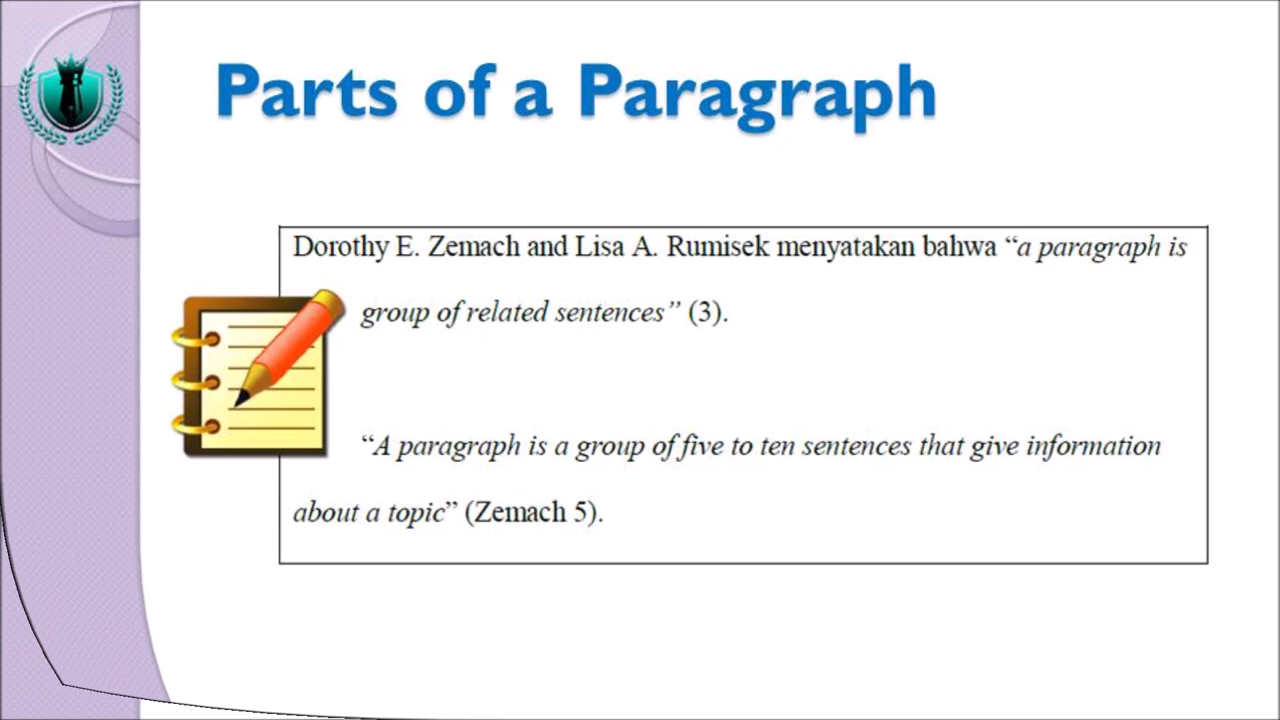 Parts of a Paragraph
Dorothy E. Zemach and Lisa A. Rumisek menyatakan bahwa “a paragraph is
group of related sentences” (3).
“A paragraph is a group of five to ten sentences that give information
about a topic” (Zemach 5).